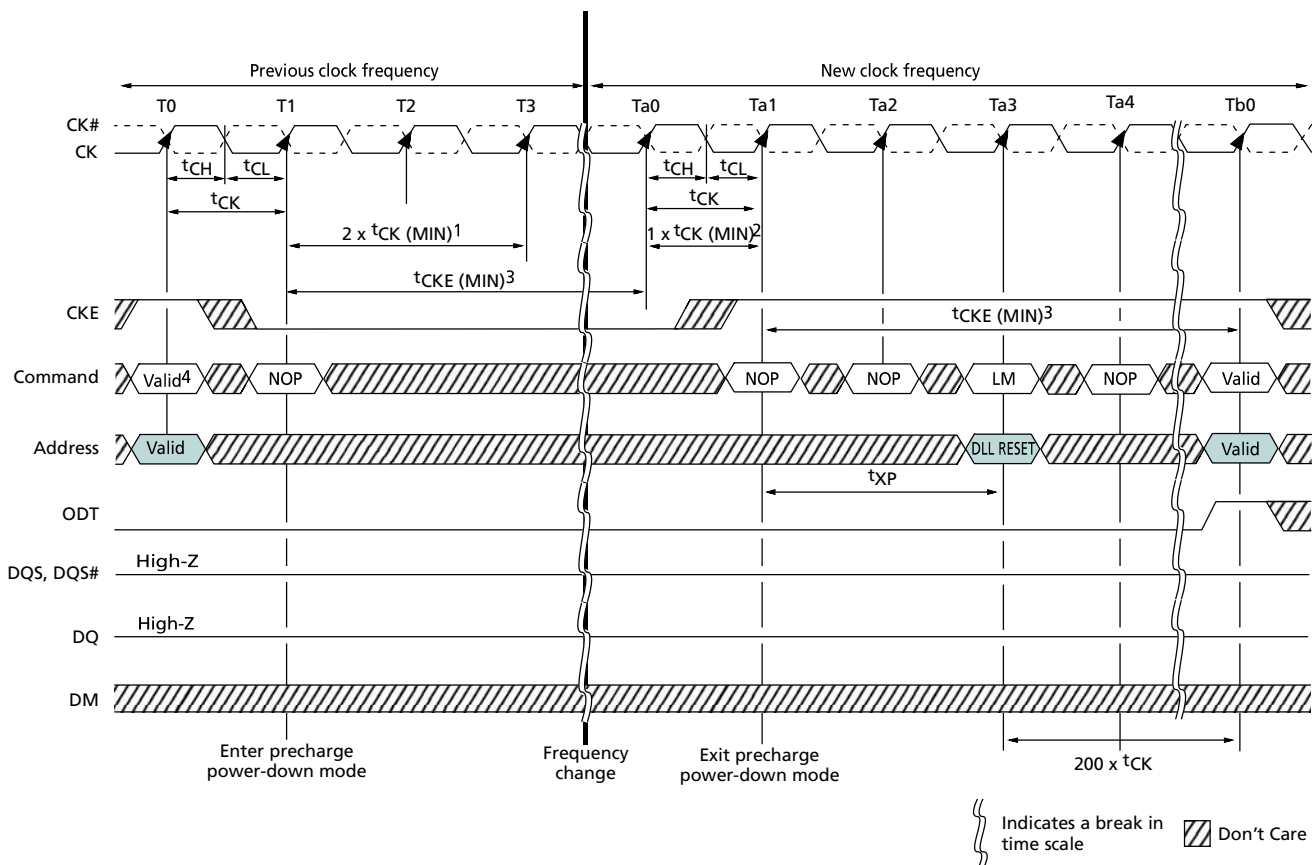 Previous clock frequency
New clock frequency
T0 T1 T2 T3 Ta0 Ta1 Ta2 Ta3 Ta4 Tb0
CK#
CK
tCH tCL tCH tCL
tCK tCK
2 x tCK (MIN)1 1 x tCK (MIN)2
tCKE (MIN)3
CKE
tCKE (MIN)3
Command Valid4 NOP NOP NOP LM NOP Valid
Address Valid DLL RESET Valid
tXP
ODT
DQS, DQS# High-Z
DQ High-Z
DM
Enter precharge
power-down mode
Frequency
change
Exit precharge
power-down mode
200 x tCK
Indicates a break in
time scale
Don't Care